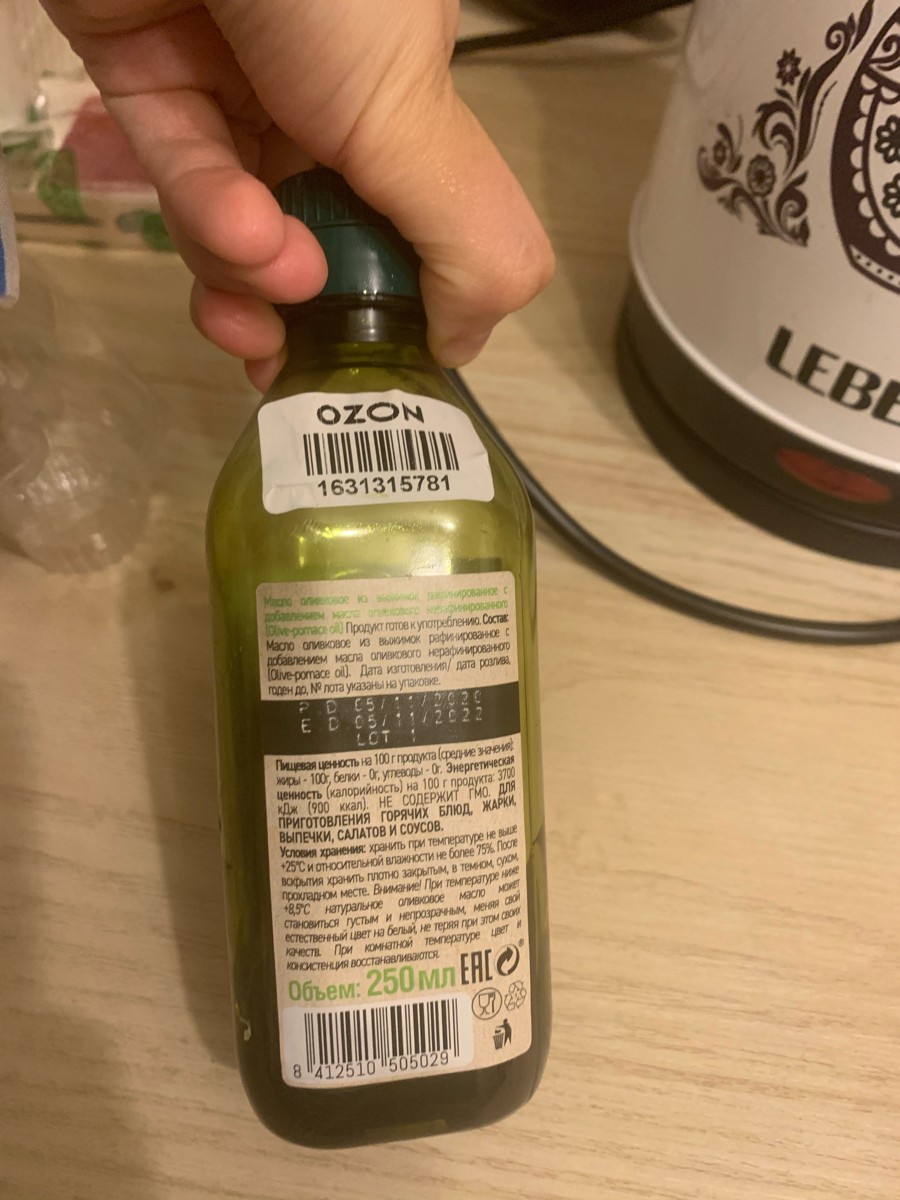 OZON
1631315781
LEBE
Масло оливковое из выжимок рафинированное с
добавлением масла оливкового нерафинированного
(Olive-pomace oil) Продукт готов к употреблению. Состав:
Масло оливковое из выжимок рафинированное с
добавлением масла оливкового нерафинированного
(Olive-pomace oil). Дата изготовления/ дата розлива,
годен до, № лота указаны на упаковке.
P D 05/11/2020
E D 05/11/2022
LOT 1
Пищевая ценность на 100 г продукта (средние значения):
жиры - 100г, белки - 0г, углеводы - 0г. Энергетическая
ценность (калорийность) на 100 г продукта: 3700
кДж (900 ккал). НЕ СОДЕРЖИТ ГМО. ДЛЯ
ПРИГОТОВЛЕНИЯ ГОРЯЧИХ БЛЮД, ЖАРКИ,
ВЫПЕЧКИ, САЛАТОВ И СОУСОВ.
Условия хранения: хранить при температуре не выше
+25°С и относительной влажности не более 75%. После
вскрытия хранить плотно закрытым, в темном, сухом,
прохладном месте. Внимание! При температуре ниже
+8,5°С натуральное оливковое масло может
становиться густым и непрозрачным, меняя свой
естественный цвет на белый, не теряя при этом своих
качеств. При комнатной температуре цвет и
консистенция восстанавливаются.
Объем: 250 мл EAC
8 412510 505029